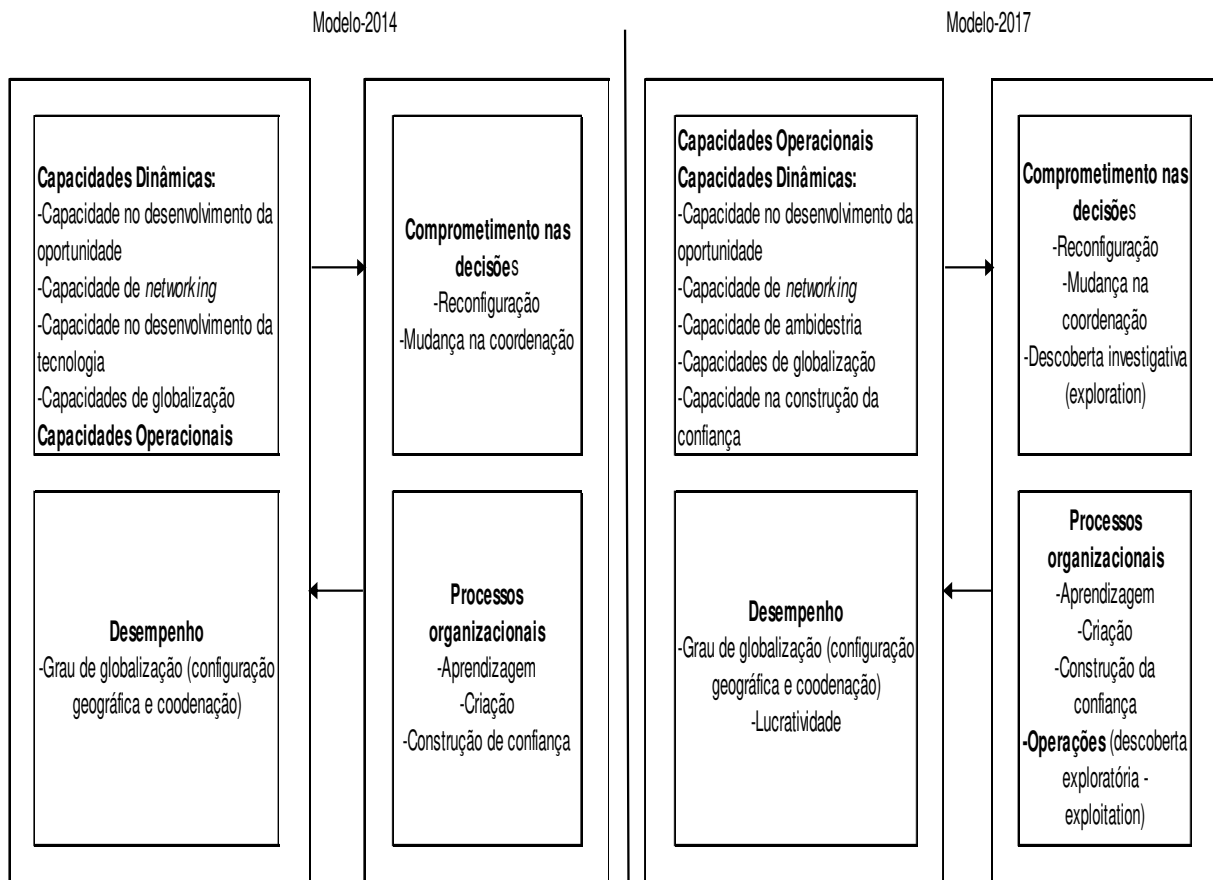 Modelo-2014
Capacidades Dinâmicas:
-Capacidade no desenvolvimento da
oportunidade
-Capacidade de networking
-Capacidade no desenvolvimento da
tecnologia
-Capacidades de globalização
Capacidades Operacionais
Comprometimento nas
decisões
-Reconfiguração
-Mudança na coordenação
Desempenho
-Grau de globalização (configuração
geográfica e coodenação)
Processos
organizacionais
-Aprendizagem
-Criação
-Construção de confiança
Modelo-2017
Capacidades Operacionais
Capacidades Dinâmicas:
-Capacidade no desenvolvimento da
oportunidade
-Capacidade de networking
-Capacidade de ambidestria
-Capacidades de globalização
-Capacidade na construção da
confiança
Comprometimento nas
decisões
-Reconfiguração
-Mudança na
coordenação
-Descoberta investigativa
(exploration)
Desempenho
-Grau de globalização (configuração
geográfica e coodenação)
-Lucratividade
Processos
organizacionais
-Aprendizagem
-Criação
-Construção da
confiança
-Operações (descoberta
exploratória -
exploitation)